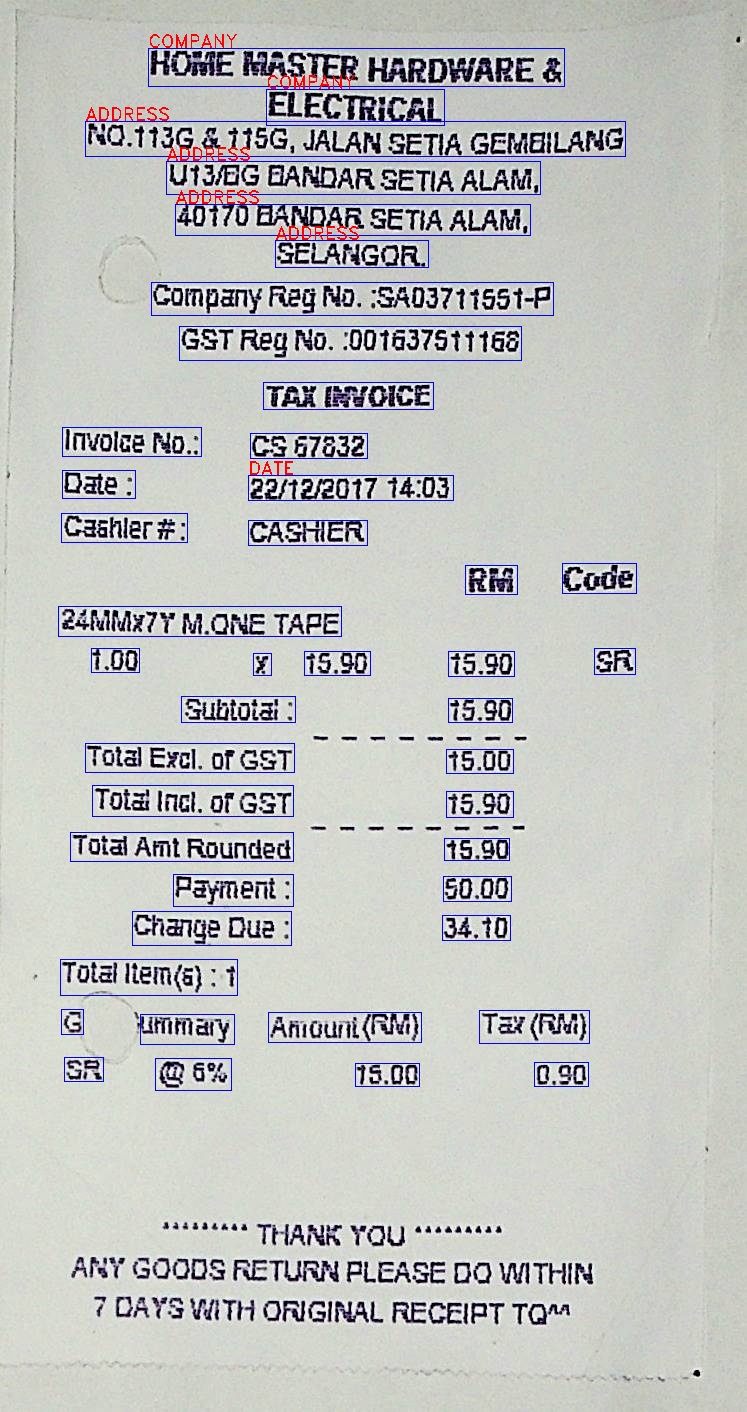 COMPANY
HOME MASTER HARDWARE &
COMPANY
ELECTRICAL
ADDRESS
NO.113G & 115G, JALAN SETIA GEMBILANG
ADDRESS
U13/BG BANDAR SETIA ALAM,
ADDRESS
40170 BANDAR SETIA ALAM,
ADDRESS
SELANGOR.
Company Reg No. :SA03711551-P
GST Reg No. :001637511168
TAX INVOICE
Invoice No.: CS 67832
DATE
Date : 22/12/2017 14:03
Cashier # : CASHIER
RM Code
24MMx7Y M.ONE TAPE
1.00 x 15.90 15.90 SR
Subtotal : 15.90
Total Excl. of GST 15.00
Total Incl. of GST 15.90
Total Amt Rounded 15.90
Payment : 50.00
Change Due : 34.10
Total Item(s) : 1
G ummary Amount (RM) Tax (RM)
SR @ 6% 15.00 0.90
********* THANK YOU *********
ANY GOODS RETURN PLEASE DO WITHIN
7 DAYS WITH ORIGINAL RECEIPT TQ^^